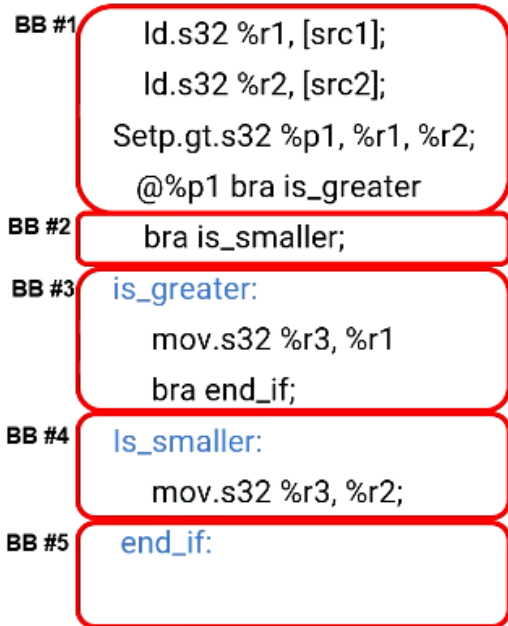 BB #1
ld.s32 %r1, [src1];
ld.s32 %r2, [src2];
Setp.gt.s32 %p1, %r1, %r2;
@%p1 bra is_greater
BB #2
bra is_smaller;
BB #3
is_greater:
mov.s32 %r3, %r1
bra end_if;
BB #4
Is_smaller:
mov.s32 %r3, %r2;
BB #5
end_if: